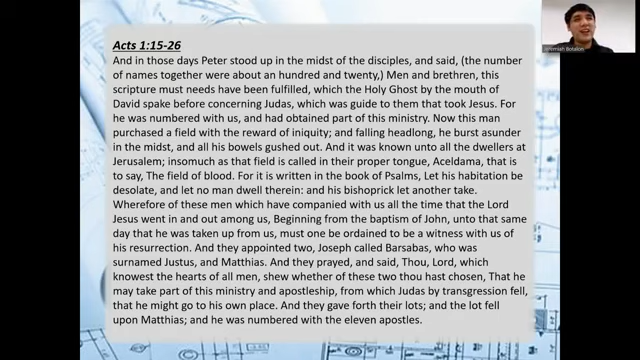 Acts 1:15-26
And in those days Peter stood up in the midst of the disciples, and said, (the number
of names together were about an hundred and twenty,) Men and brethren, this
scripture must needs have been fulfilled, which the Holy Ghost by the mouth of
David spake before concerning Judas, which was guide to them that took Jesus. For
he was numbered with us, and had obtained part of this ministry. Now this man
purchased a field with the reward of iniquity; and falling headlong, he burst asunder
in the midst, and all his bowels gushed out. And it was known unto all the dwellers at
Jerusalem; insomuch as that field is called in their proper tongue, Aceldama, that is
to say, The field of blood. For it is written in the book of Psalms, Let his habitation be
desolate, and let no man dwell therein: and his bishoprick let another take.
Wherefore of these men which have companied with us all the time that the Lord
Jesus went in and out among us, Beginning from the baptism of John, unto that same
day that he was taken up from us, must one be ordained to be a witness with us of
his resurrection. And they appointed two, Joseph called Barsabas, who was
surnamed Justus, and Matthias. And they prayed, and said, Thou, Lord, which
knowest the hearts of all men, shew whether of these two thou hast chosen, That he
may take part of this ministry and apostleship, from which Judas by transgression fell,
that he might go to his own place. And they gave forth their lots; and the lot fell
upon Matthias; and he was numbered with the eleven apostles.
Jeremiah Botalon